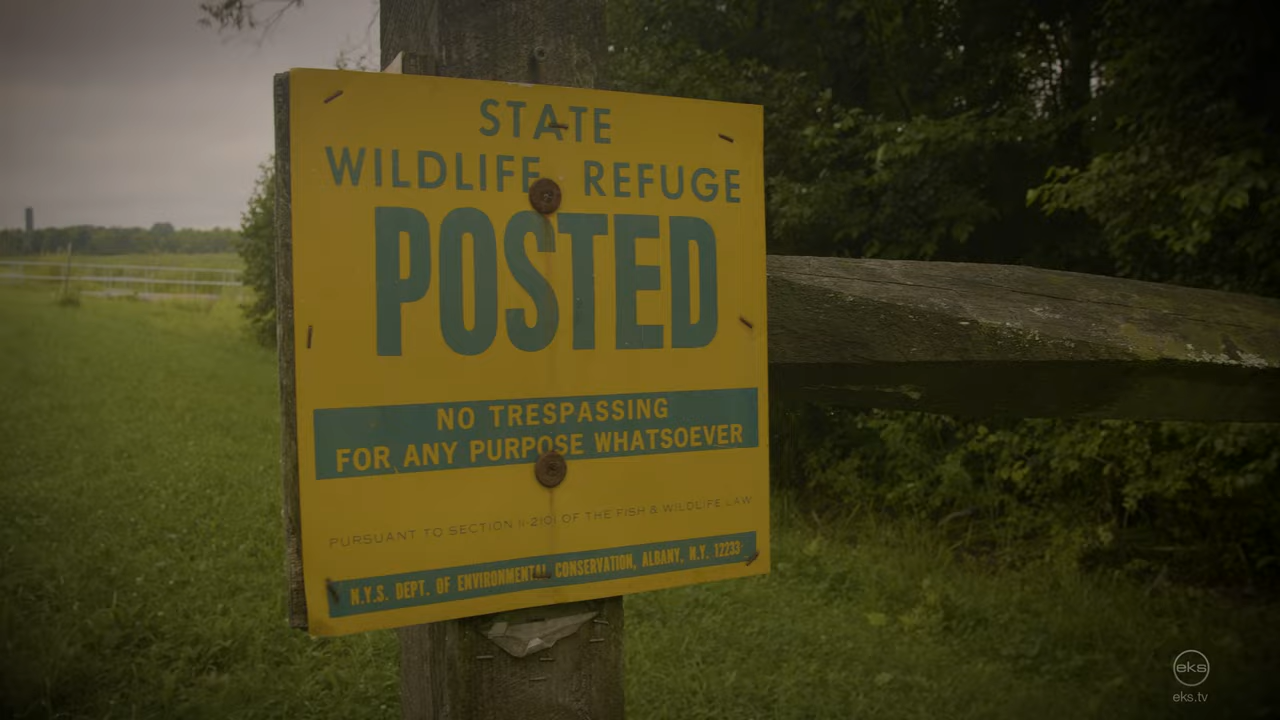 STATE
WILDLIFE REFUGE
POSTED
NO TRESPASSING
FOR ANY PURPOSE WHATSOEVER
PURSUANT TO SECTION 11-2101 OF THE FISH & WILDLIFE LAW
N.Y.S. DEPT. OF ENVIRONMENTAL CONSERVATION, ALBANY, N.Y. 12233
eks
eks.tv